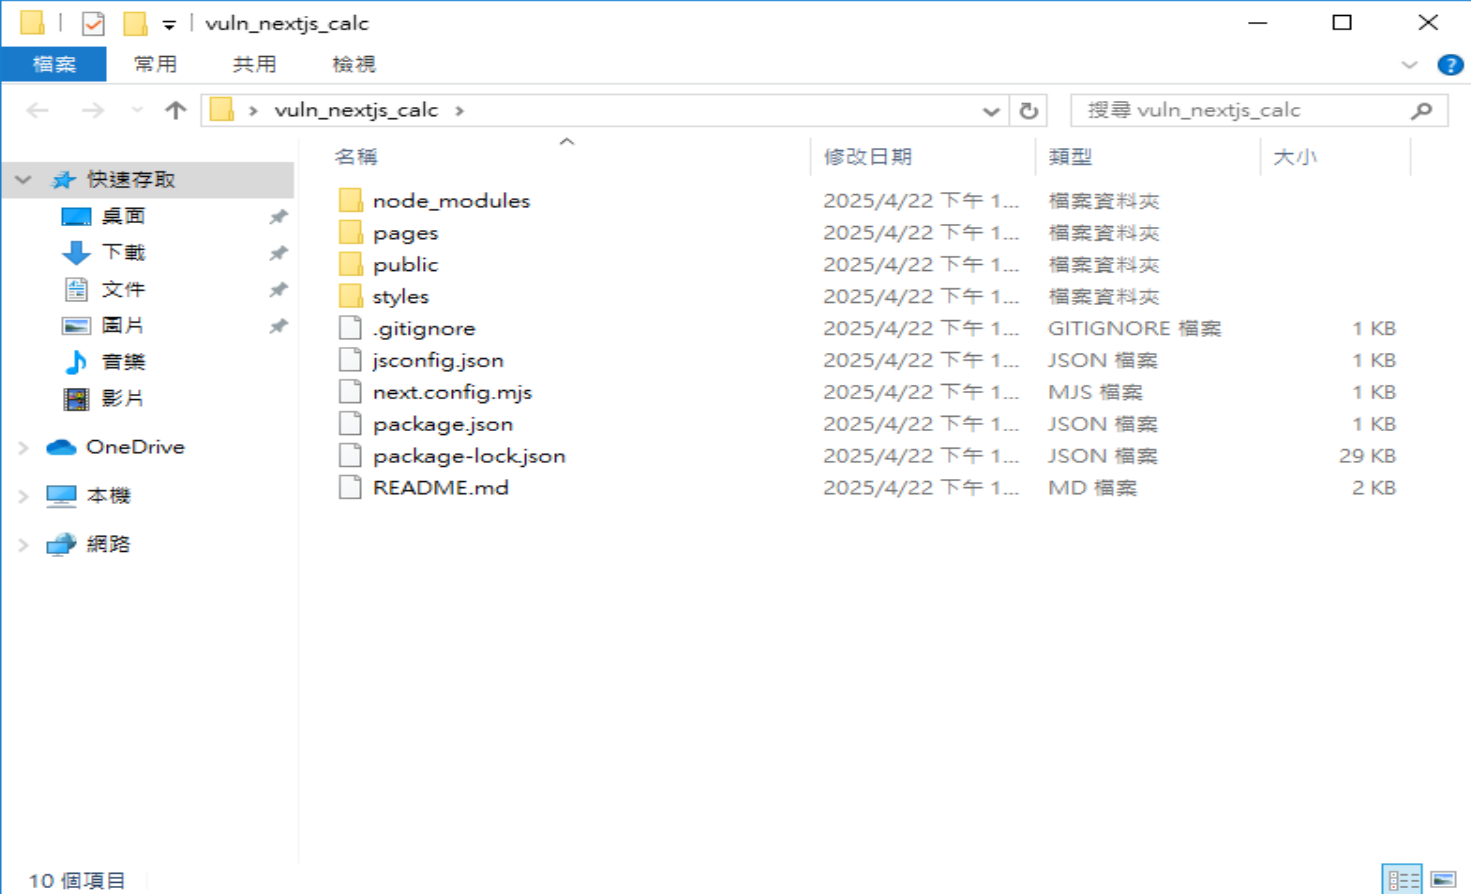 vuln_nextjs_calc
檔案 常用 共用 檢視
vuln_nextjs_calc 搜尋 vuln_nextjs_calc
快速存取
桌面
下載
文件
圖片
音樂
影片
OneDrive
本機
網路
名稱 修改日期 類型 大小
node_modules 2025/4/22 下午 1... 檔案資料夾
pages 2025/4/22 下午 1... 檔案資料夾
public 2025/4/22 下午 1... 檔案資料夾
styles 2025/4/22 下午 1... 檔案資料夾
.gitignore 2025/4/22 下午 1... GITIGNORE 檔案 1 KB
jsconfig.json 2025/4/22 下午 1... JSON 檔案 1 KB
next.config.mjs 2025/4/22 下午 1... MJS 檔案 1 KB
package.json 2025/4/22 下午 1... JSON 檔案 1 KB
package-lock.json 2025/4/22 下午 1... JSON 檔案 29 KB
README.md 2025/4/22 下午 1... MD 檔案 2 KB
10 個項目